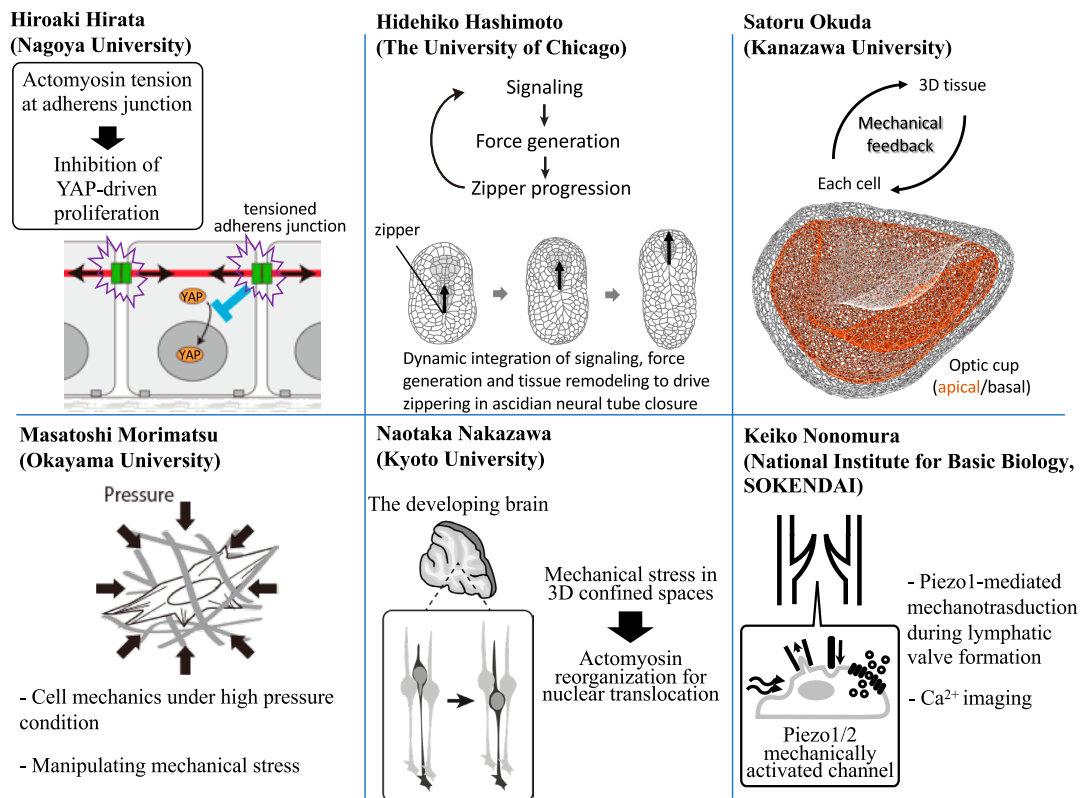 Hiroaki Hirata
(Nagoya University)
Actomyosin tension
at adherens junction
Inhibition of
YAP-driven
proliferation
tensioned
adherens junction
YAP
YAP
Hidehiko Hashimoto
(The University of Chicago)
Signaling
Force generation
Zipper progression
zipper
Dynamic integration of signaling, force
generation and tissue remodeling to drive
zippering in ascidian neural tube closure
Satoru Okuda
(Kanazawa University)
3D tissue
Mechanical
feedback
Each cell
Optic cup
(apical/basal)
Masatoshi Morimatsu
(Okayama University)
Pressure
- Cell mechanics under high pressure
condition
- Manipulating mechanical stress
Naotaka Nakazawa
(Kyoto University)
The developing brain
Mechanical stress in
3D confined spaces
Actomyosin
reorganization for
nuclear translocation
Keiko Nonomura
(National Institute for Basic Biology,
SOKENDAI)
- Piezo1-mediated
mechanotrasduction
during lymphatic
valve formation
- Ca²⁺ imaging
Piezo1/2
mechanically
activated channel